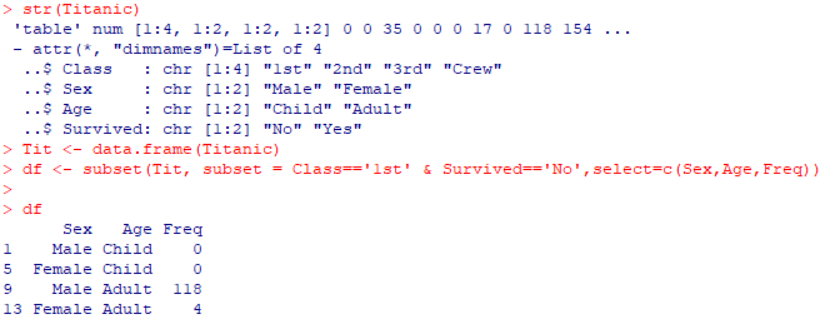 > str(Titanic)
 'table' num [1:4, 1:2, 1:2, 1:2] 0 0 35 0 0 0 17 0 118 154 ...
 - attr(*, "dimnames")=List of 4
  ..$ Class   : chr [1:4] "1st" "2nd" "3rd" "Crew"
  ..$ Sex     : chr [1:2] "Male" "Female"
  ..$ Age     : chr [1:2] "Child" "Adult"
  ..$ Survived: chr [1:2] "No" "Yes"
> Tit <- data.frame(Titanic)
> df <- subset(Tit, subset = Class=='1st' & Survived=='No',select=c(Sex,Age,Freq))
>
> df
      Sex   Age Freq
1    Male Child    0
5  Female Child    0
9    Male Adult  118
13 Female Adult    4